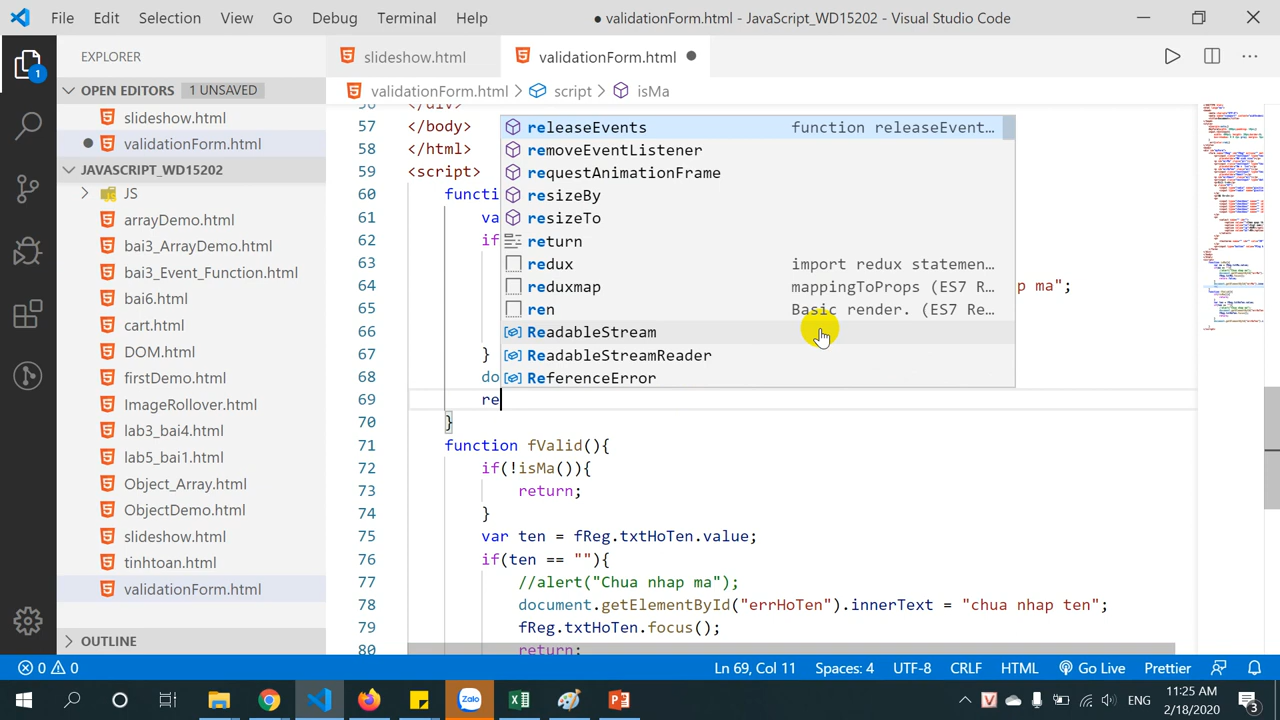 File Edit Selection View Go Debug Terminal Help
● validationForm.html - JavaScript_WD15202 - Visual Studio Code
EXPLORER
OPEN EDITORS 1 UNSAVED
slideshow.html
validationForm.html
JAVASCRIPT_WD15202
JS
arrayDemo.html
bai3_ArrayDemo.html
bai3_Event_Function.html
bai6.html
cart.html
DOM.html
firstDemo.html
ImageRollover.html
lab3_bai4.html
lab5_bai1.html
Object_Array.html
ObjectDemo.html
slideshow.html
tinhtoan.html
validationForm.html
OUTLINE
1
slideshow.html validationForm.html ●
validationForm.html > script > isMa
56 </div>
57 </body>
58 </html>
59 <script>
60 functi
61 va
62 if
63
64 p ma";
65
66
67 }
68 do
69 re
70 }
71 function fValid(){
72 if(!isMa()){
73 return;
74 }
75 var ten = fReg.txtHoTen.value;
76 if(ten == ""){
77 //alert("Chua nhap ma");
78 document.getElementById("errHoTen").innerText = "chua nhap ten";
79 fReg.txtHoTen.focus();
80 return;
releaseEvents function releaseEvent…
removeEventListener
requestAnimationFrame
resizeBy
resizeTo
return
redux import redux statemen…
reduxmap mappingToProps (ES7 R…
ren Basic render. (ES7 Re…
ReadableStream
ReadableStreamReader
ReferenceError
0 0 Ln 69, Col 11 Spaces: 4 UTF-8 CRLF HTML Go Live Prettier
Zalo
ENG
11:25 AM
2/18/2020
3